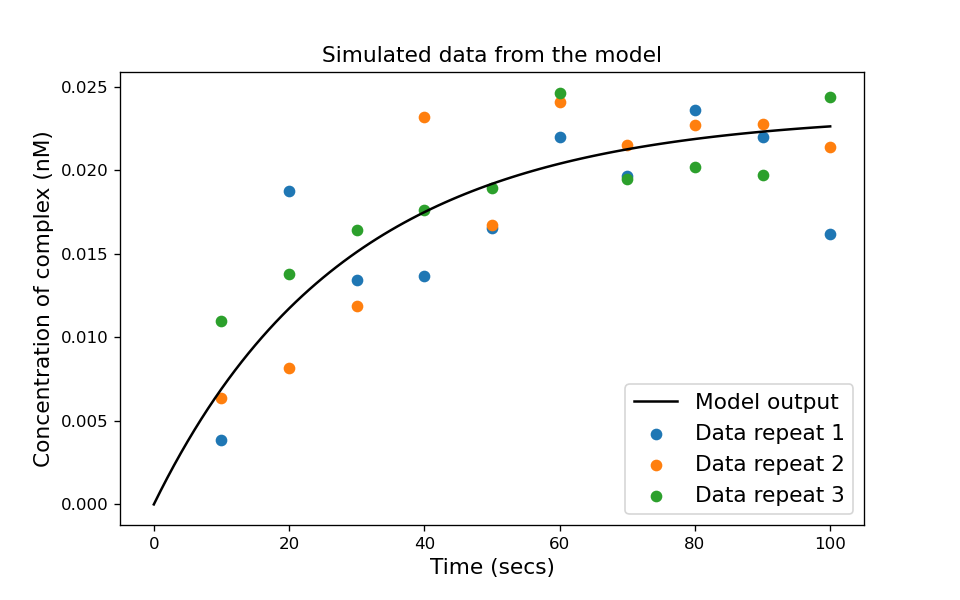 Simulated data from the model
Concentration of complex (nM)
0.025
0.020
0.015
0.010
0.005
0.000
Model output
Data repeat 1
Data repeat 2
Data repeat 3
0 20 40 60 80 100
Time (secs)